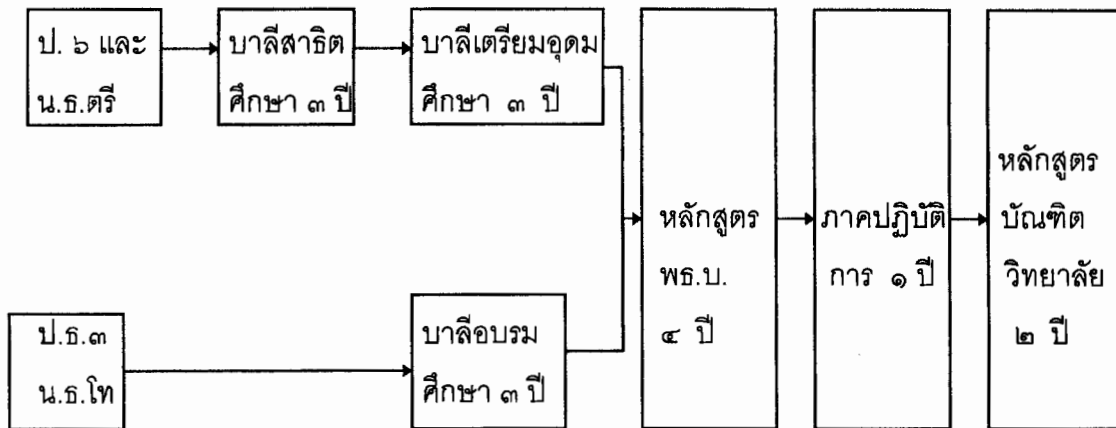 ป. ๖ และ
น.ธ.ตรี
บาลีสาธิต
ศึกษา ๓ ปี
บาลีเตรียมอุดม
ศึกษา ๓ ปี
ป.ธ.๓
น.ธ.โท
บาลีอบรม
ศึกษา ๓ ปี
หลักสูตร
พธ.บ.
๔ ปี
ภาคปฏิบัติ
การ ๑ ปี
หลักสูตร
บัณฑิต
วิทยาลัย
๒ ปี